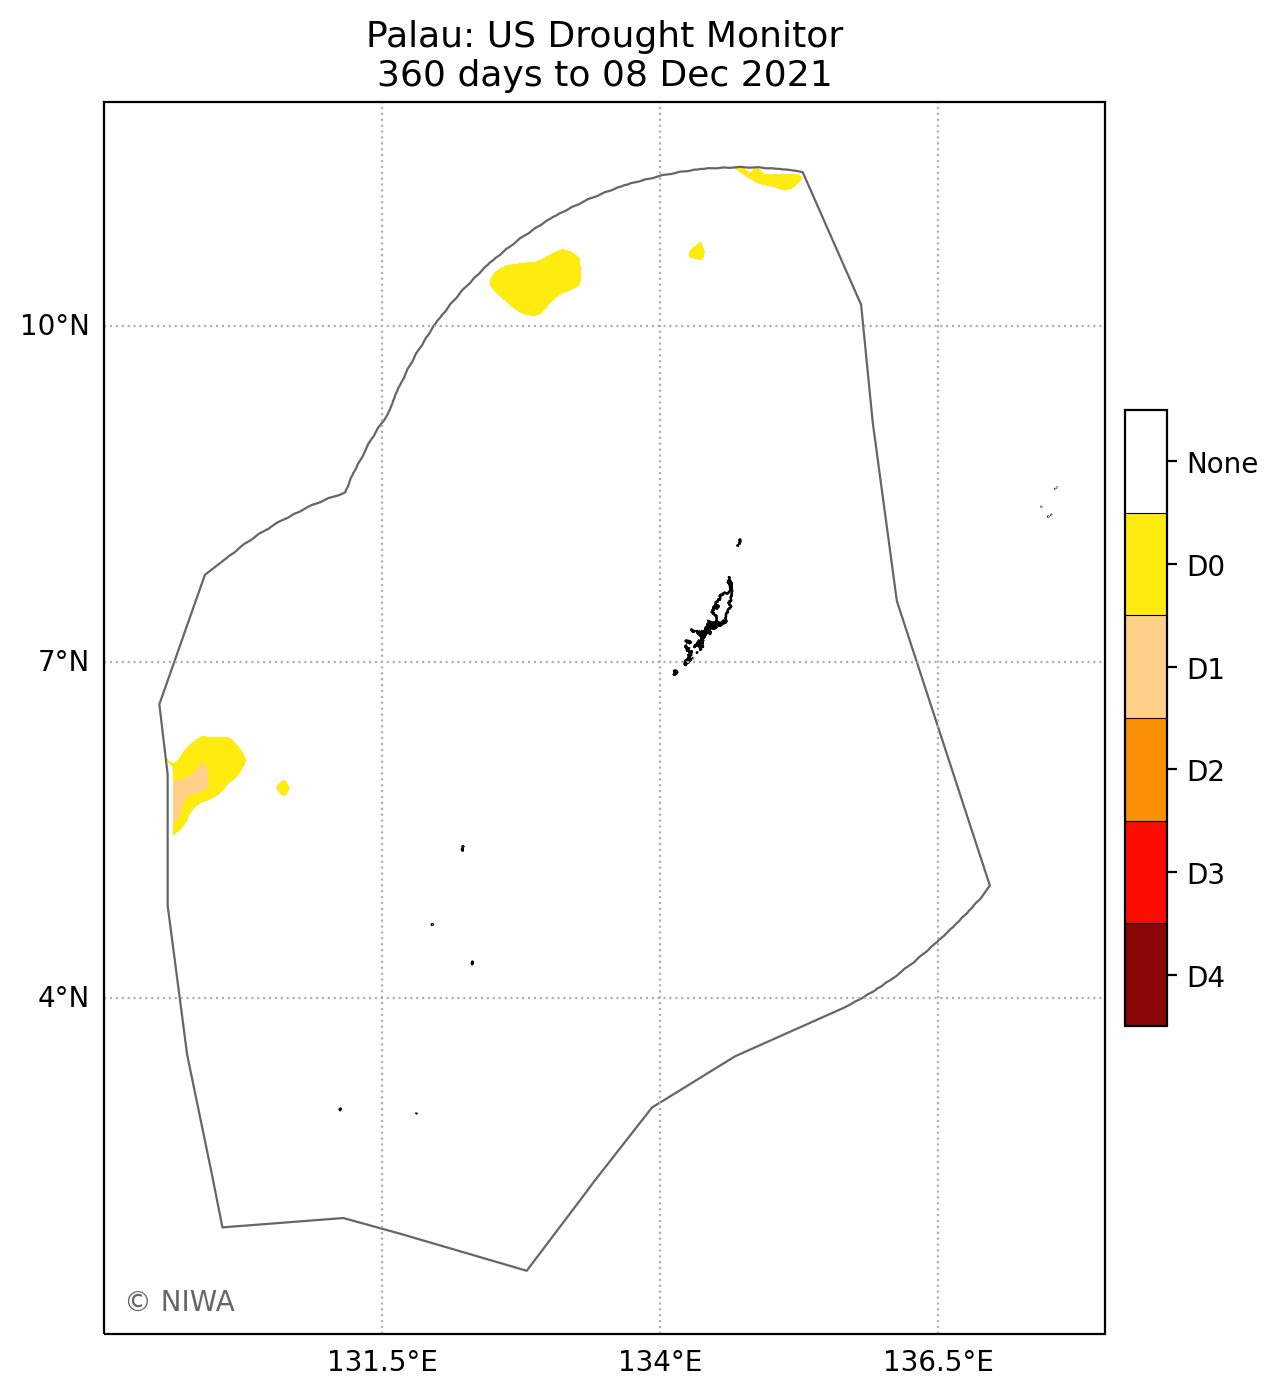 Palau: US Drought Monitor
360 days to 08 Dec 2021
10°N
7°N
4°N
131.5°E
134°E
136.5°E
None
D0
D1
D2
D3
D4
© NIWA